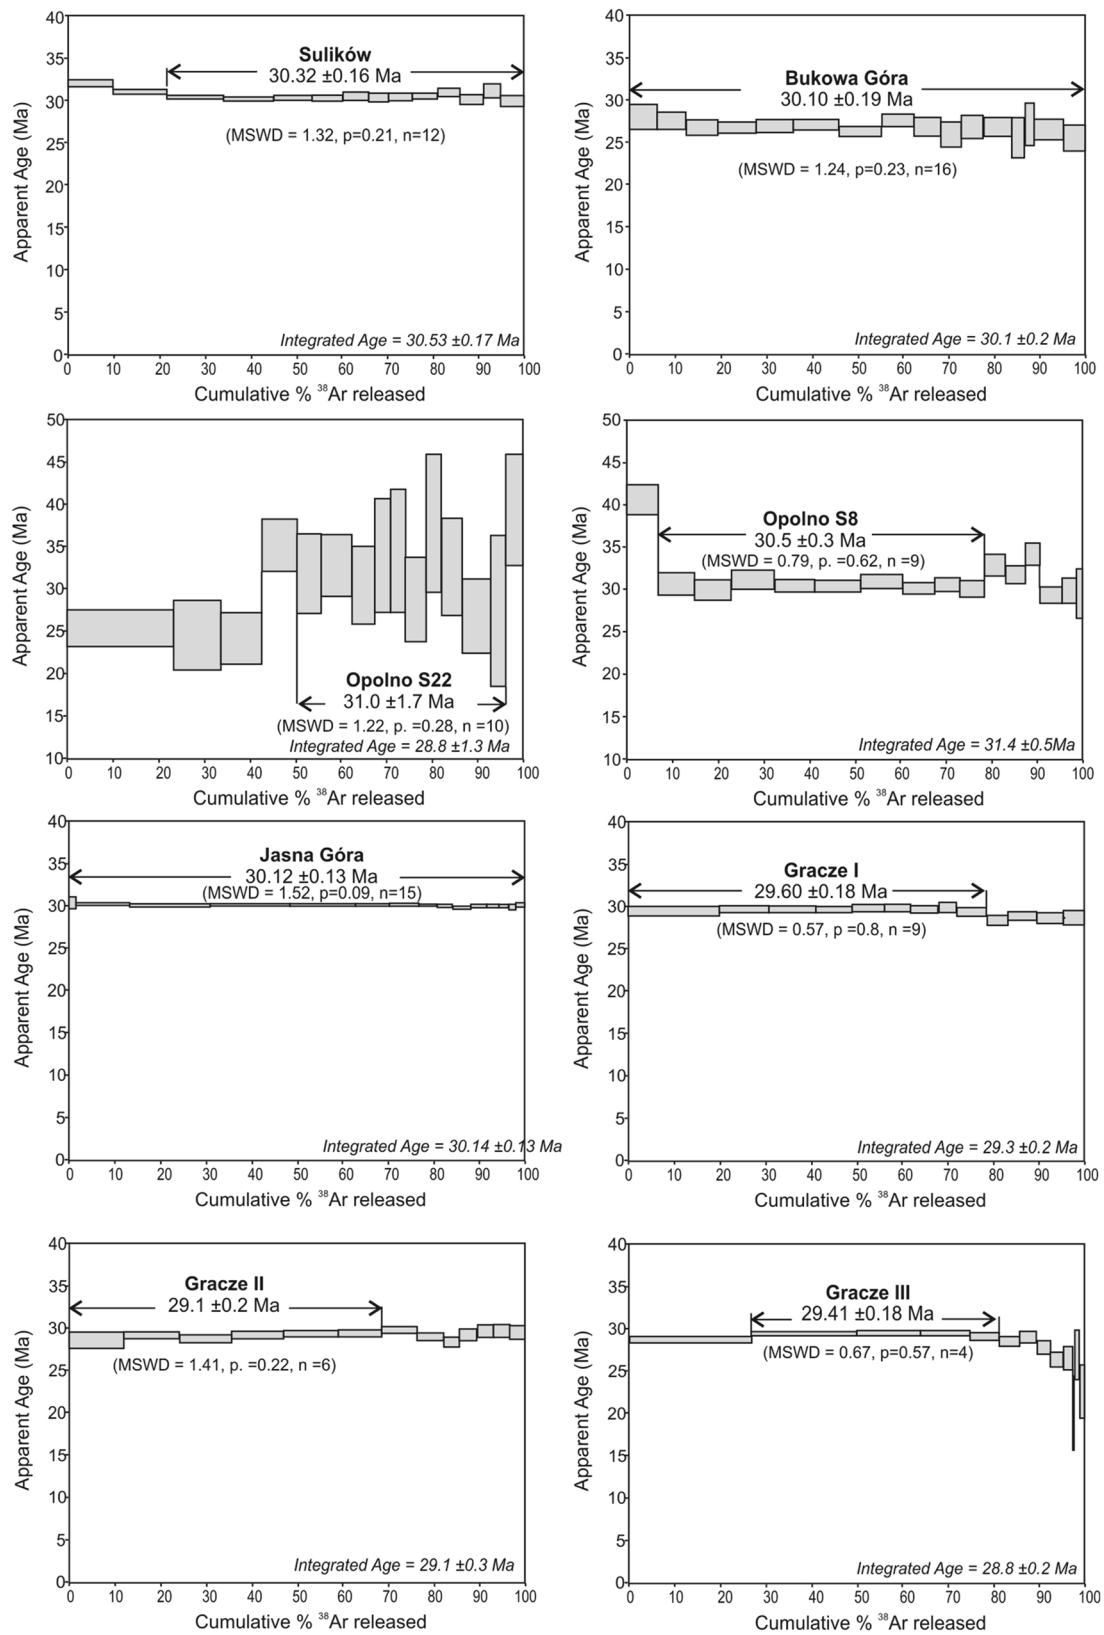 Sulików
30.32 ±0.16 Ma
(MSWD = 1.32, p=0.21, n=12)
Integrated Age = 30.53 ±0.17 Ma
Apparent Age (Ma)
40
35
30
25
20
15
10
5
0
0 10 20 30 40 50 60 70 80 90 100
Cumulative % ³⁸Ar released
Bukowa Góra
30.10 ±0.19 Ma
(MSWD = 1.24, p=0.23, n=16)
Integrated Age = 30.1 ±0.2 Ma
Apparent Age (Ma)
40
35
30
25
20
15
10
5
0
0 10 20 30 40 50 60 70 80 90 100
Cumulative % ³⁸Ar released
Opolno S22
31.0 ±1.7 Ma
(MSWD = 1.22, p. =0.28, n =10)
Integrated Age = 28.8 ±1.3 Ma
Apparent Age (Ma)
50
45
40
35
30
25
20
15
10
0 10 20 30 40 50 60 70 80 90 100
Cumulative % ³⁸Ar released
Opolno S8
30.5 ±0.3 Ma
(MSWD = 0.79, p. =0.62, n =9)
Integrated Age = 31.4 ±0.5Ma
Apparent Age (Ma)
50
45
40
35
30
25
20
15
10
0 10 20 30 40 50 60 70 80 90 100
Cumulative % ³⁸Ar released
Jasna Góra
30.12 ±0.13 Ma
(MSWD = 1.52, p=0.09, n=15)
Integrated Age = 30.14 ±0.13 Ma
Apparent Age (Ma)
40
35
30
25
20
15
10
5
0
0 10 20 30 40 50 60 70 80 90 100
Cumulative % ³⁸Ar released
Gracze I
29.60 ±0.18 Ma
(MSWD = 0.57, p =0.8, n =9)
Integrated Age = 29.3 ±0.2 Ma
Apparent Age (Ma)
40
35
30
25
20
15
10
5
0
0 10 20 30 40 50 60 70 80 90 100
Cumulative % ³⁸Ar released
Gracze II
29.1 ±0.2 Ma
(MSWD = 1.41, p. =0.22, n =6)
Integrated Age = 29.1 ±0.3 Ma
Apparent Age (Ma)
40
35
30
25
20
15
10
5
0
0 10 20 30 40 50 60 70 80 90 100
Cumulative % ³⁸Ar released
Gracze III
29.41 ±0.18 Ma
(MSWD = 0.67, p=0.57, n=4)
Integrated Age = 28.8 ±0.2 Ma
Apparent Age (Ma)
40
35
30
25
20
15
10
5
0
0 10 20 30 40 50 60 70 80 90 100
Cumulative % ³⁸Ar released